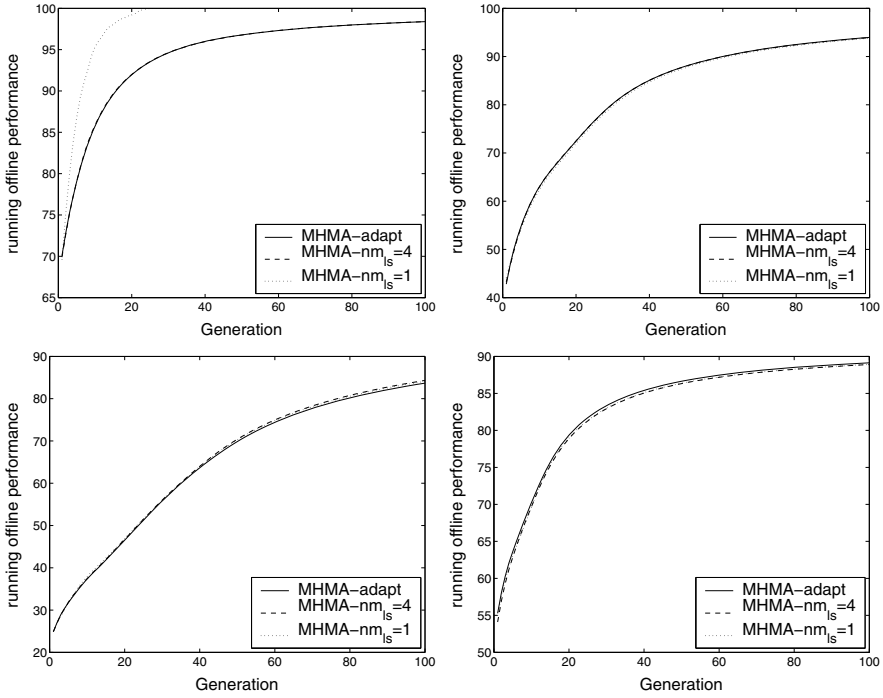 100
95
90
85
80
75
70
65
0 20 40 60 80 100
running offline performance
Generation
MHMA−adapt
MHMA−nm_ls=4
MHMA−nm_ls=1
100
90
80
70
60
50
40
0 20 40 60 80 100
running offline performance
Generation
MHMA−adapt
MHMA−nm_ls=4
MHMA−nm_ls=1
90
80
70
60
50
40
30
20
0 20 40 60 80 100
running offline performance
Generation
MHMA−adapt
MHMA−nm_ls=4
MHMA−nm_ls=1
90
85
80
75
70
65
60
55
50
0 20 40 60 80 100
running offline performance
Generation
MHMA−adapt
MHMA−nm_ls=4
MHMA−nm_ls=1